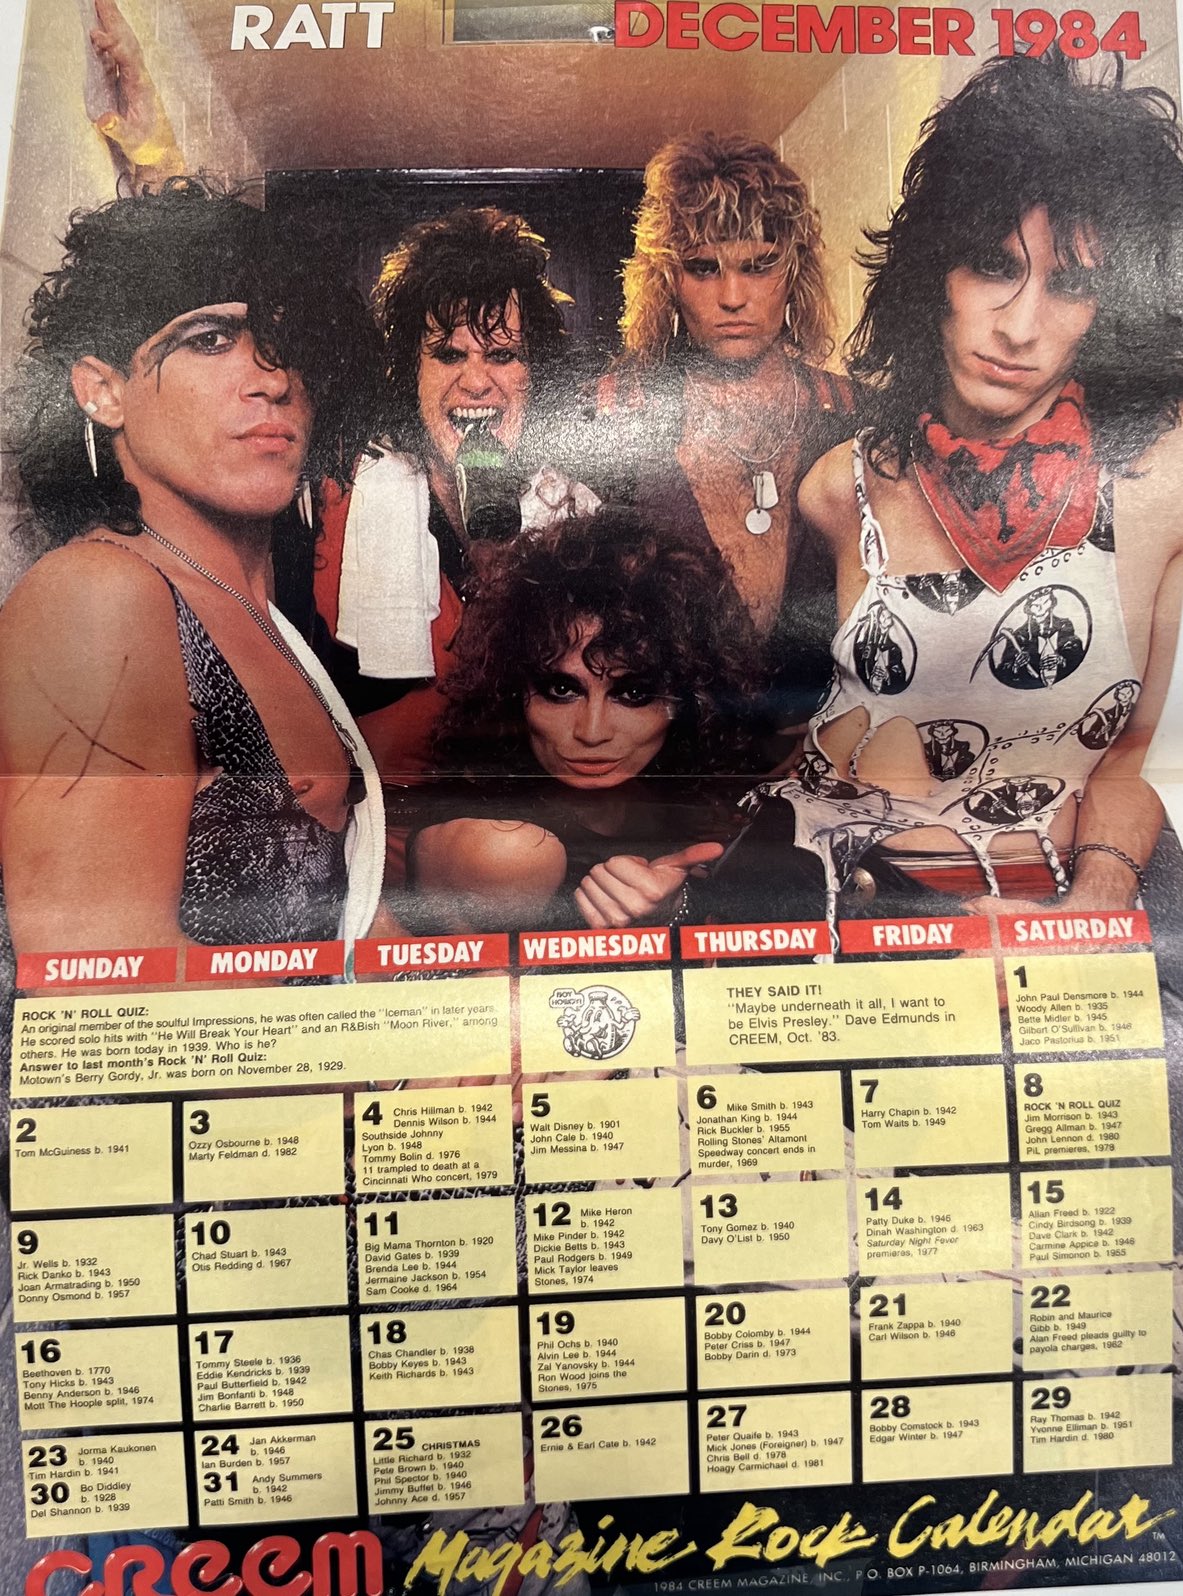 RATT
DECEMBER 1984
SUNDAY
MONDAY
TUESDAY
WEDNESDAY
THURSDAY
FRIDAY
SATURDAY
ROCK 'N' ROLL QUIZ:
An original member of the soulful Impressions, he was often called the "Iceman" in later years.
He scored solo hits with "He Will Break Your Heart" and an R&Bish "Moon River," among
others. He was born today in 1939. Who is he?
Answer to last month's Rock 'N' Roll Quiz:
Motown's Berry Gordy, Jr. was born on November 28, 1929.
BOY HOWDY!
THEY SAID IT!
"Maybe underneath it all, I want to
be Elvis Presley." Dave Edmunds in
CREEM, Oct. '83.
1
John Paul Densmore b. 1944
Woody Allen b. 1935
Bette Midler b. 1945
Gilbert O'Sullivan b. 1946
Jaco Pastorius b. 1951
2
Tom McGuiness b. 1941
3
Ozzy Osbourne b. 1948
Marty Feldman d. 1982
4 Chris Hillman b. 1942
Dennis Wilson b. 1944
Southside Johnny
Lyon b. 1948
Tommy Bolin d. 1976
11 trampled to death at a
Cincinnati Who concert, 1979
5
Walt Disney b. 1901
John Cale b. 1940
Jim Messina b. 1947
6 Mike Smith b. 1943
Jonathan King b. 1944
Rick Buckler b. 1955
Rolling Stones' Altamont
Speedway concert ends in
murder, 1969
7
Harry Chapin b. 1942
Tom Waits b. 1949
8
ROCK 'N ROLL QUIZ
Jim Morrison b. 1943
Gregg Allman b. 1947
John Lennon d. 1980
PiL premieres, 1978
9
Jr. Wells b. 1932
Rick Danko b. 1943
Joan Armatrading b. 1950
Donny Osmond b. 1957
10
Chad Stuart b. 1943
Otis Redding d. 1967
11
Big Mama Thornton b. 1920
David Gates b. 1939
Brenda Lee b. 1944
Jermaine Jackson b. 1954
Sam Cooke d. 1964
12 Mike Heron
b. 1942
Mike Pinder b. 1942
Dickie Betts b. 1943
Paul Rodgers b. 1949
Mick Taylor leaves
Stones, 1974
13
Tony Gomez b. 1940
Davy O'List b. 1950
14
Patty Duke b. 1946
Dinah Washington d. 1963
Saturday Night Fever
premieres, 1977
15
Allan Freed b. 1922
Cindy Birdsong b. 1939
Dave Clark b. 1942
Carmine Appice b. 1946
Paul Simonon b. 1955
16
Beethoven b. 1770
Tony Hicks b. 1943
Benny Anderson b. 1946
Mott The Hoople split, 1974
17
Tommy Steele b. 1936
Eddie Kendricks b. 1939
Paul Butterfield b. 1942
Jim Bonfanti b. 1948
Charlie Barrett b. 1950
18
Chas Chandler b. 1938
Bobby Keyes b. 1943
Keith Richards b. 1943
19
Phil Ochs b. 1940
Alvin Lee b. 1944
Zal Yanovsky b. 1944
Ron Wood joins the
Stones, 1975
20
Bobby Colomby b. 1944
Peter Criss b. 1947
Bobby Darin d. 1973
21
Frank Zappa b. 1940
Carl Wilson b. 1946
22
Robin and Maurice
Gibb b. 1949
Alan Freed pleads guilty to
payola charges, 1962
23 Jorma Kaukonen
b. 1940
Tim Hardin b. 1941
30 Bo Diddley
b. 1928
Del Shannon b. 1939
24 Jan Akkerman
b. 1946
Ian Burden b. 1957
31 Andy Summers
b. 1942
Patti Smith b. 1946
25 CHRISTMAS
Little Richard b. 1932
Pete Brown b. 1940
Phil Spector b. 1940
Jimmy Buffet b. 1946
Johnny Ace d. 1957
26
Ernie & Earl Cate b. 1942
27
Peter Quaife b. 1943
Mick Jones (Foreigner) b. 1947
Chris Bell d. 1978
Hoagy Carmichael d. 1981
28
Bobby Comstock b. 1943
Edgar Winter b. 1947
29
Ray Thomas b. 1942
Yvonne Elliman b. 1951
Tim Hardin d. 1980
CREEM Magazine Rock Calendar™
1984 CREEM MAGAZINE, INC., P.O. BOX P-1064, BIRMINGHAM, MICHIGAN 48012